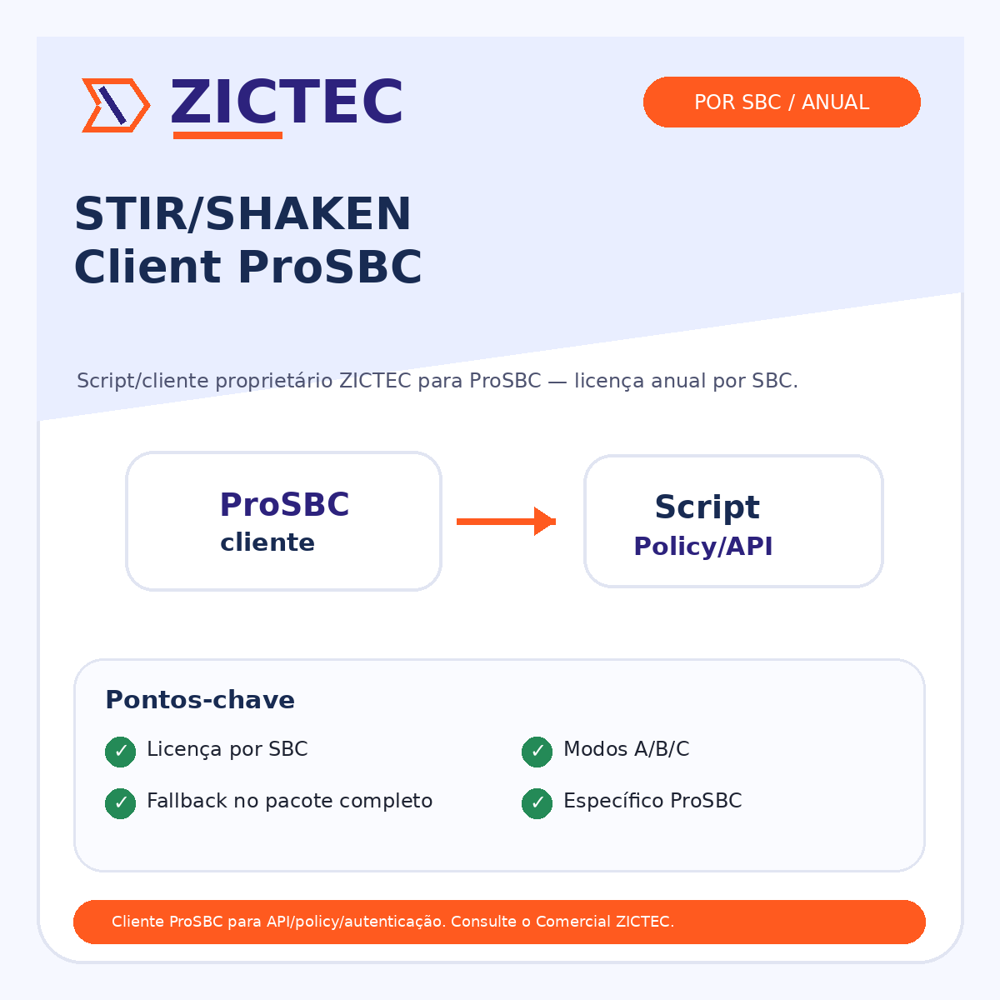 ZICTEC
POR SBC / ANUAL
STIR/SHAKEN
Client ProSBC
Script/cliente proprietário ZICTEC para ProSBC — licença anual por SBC.
ProSBC
cliente
Script
Policy/API
Pontos-chave
✓ Licença por SBC
✓ Modos A/B/C
✓ Fallback no pacote completo
✓ Específico ProSBC
Cliente ProSBC para API/policy/autenticação. Consulte o Comercial ZICTEC.